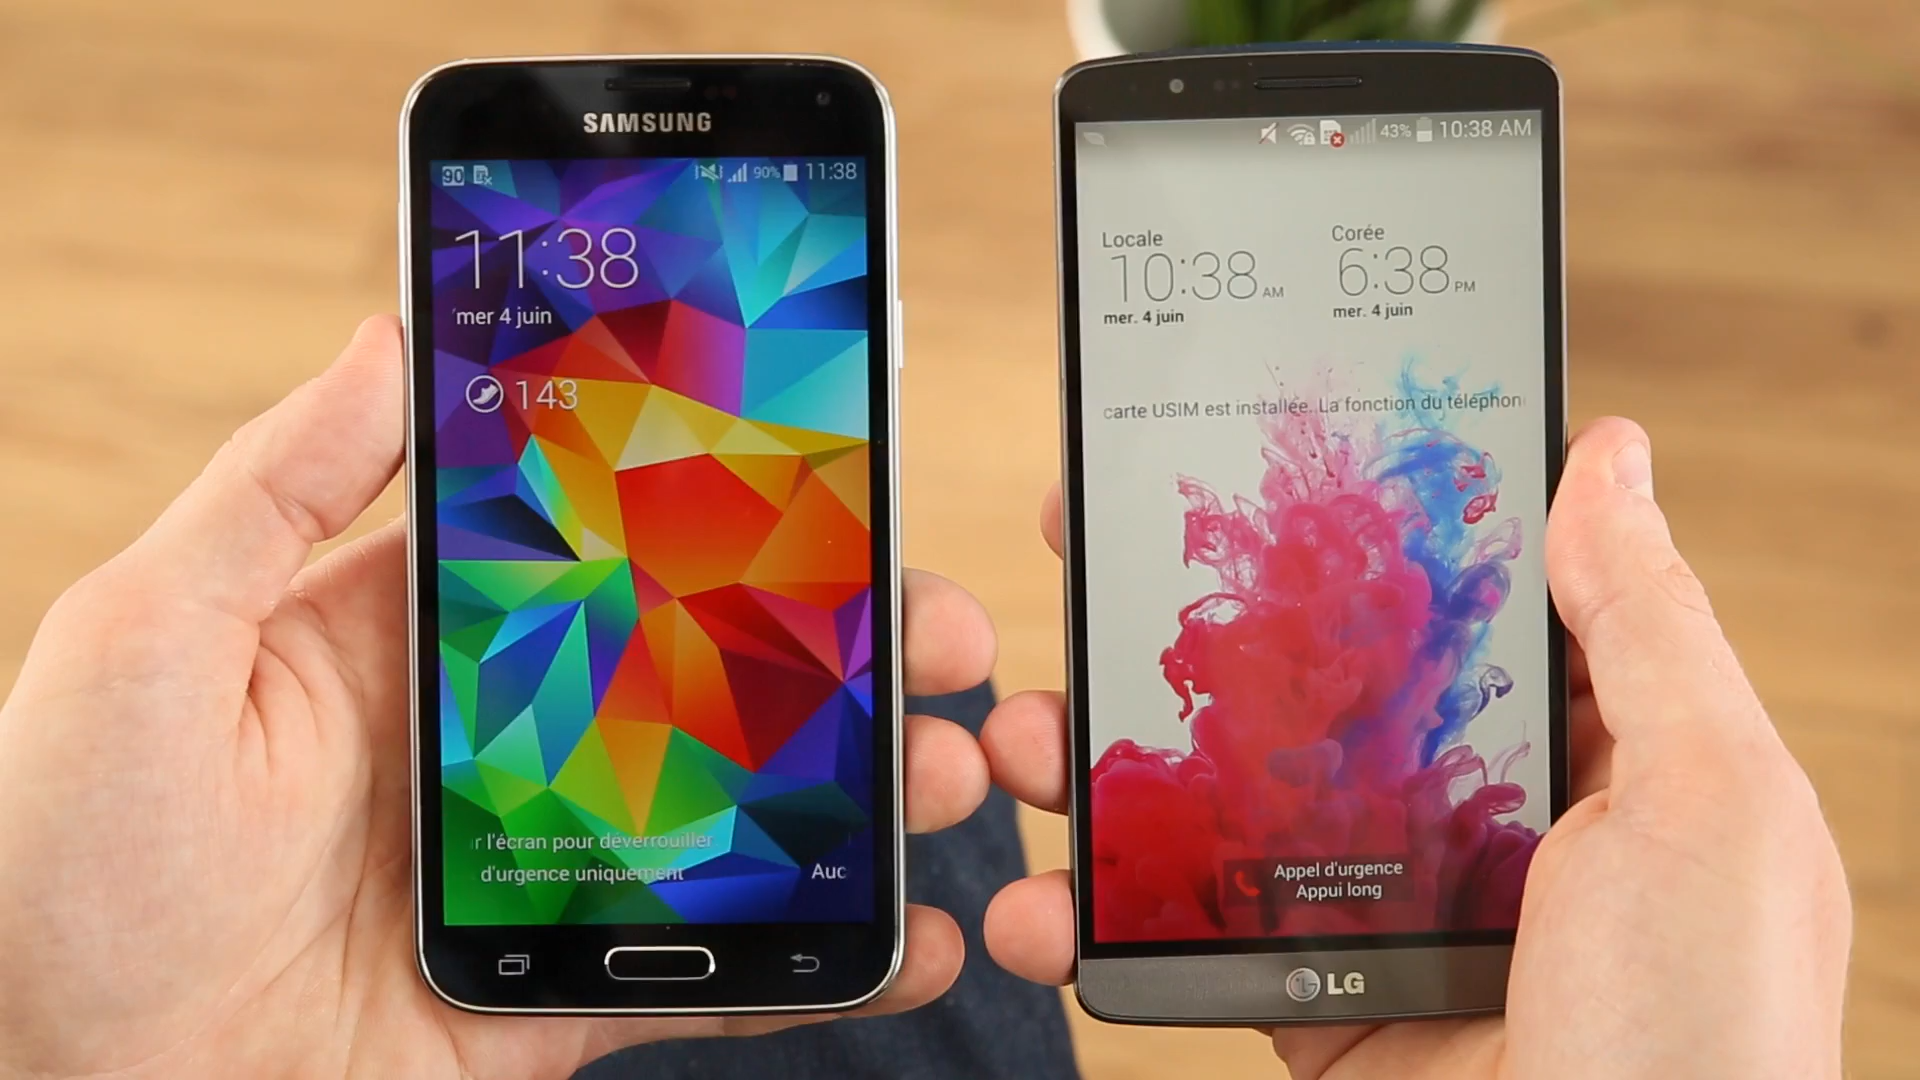 SAMSUNG
90
90% 11:38
11:38
mer 4 juin
143
r l'écran pour déverrouiller
d'urgence uniquement
Auc
43% 10:38 AM
Locale
10:38 AM
mer. 4 juin
Corée
6:38 PM
mer. 4 juin
carte USIM est installée. La fonction du téléphon
Appel d'urgence
Appui long
LG